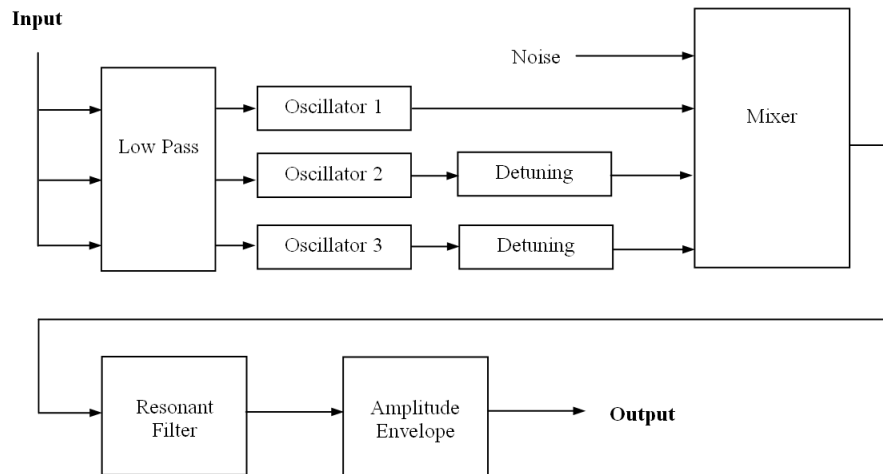 Input
Noise
Oscillator 1
Mixer
Low Pass
Oscillator 2
Detuning
Oscillator 3
Detuning
Resonant
Filter
Amplitude
Envelope
Output